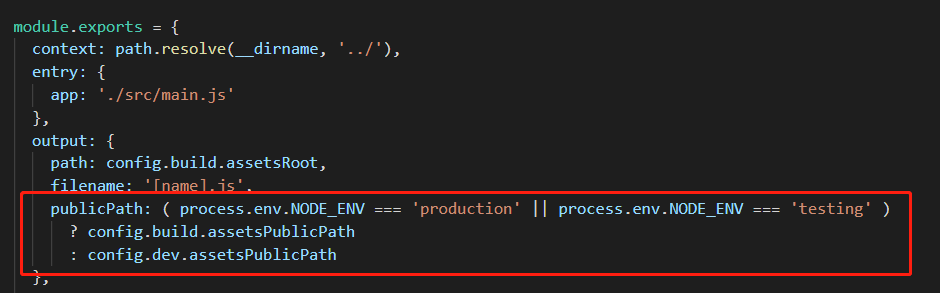 module.exports = {
context: path.resolve(__dirname, '../'),
entry: {
app: './src/main.js'
},
output: {
path: config.build.assetsRoot,
filename: '[name].js',
publicPath: ( process.env.NODE_ENV === 'production' || process.env.NODE_ENV === 'testing' )
? config.build.assetsPublicPath
: config.dev.assetsPublicPath
},